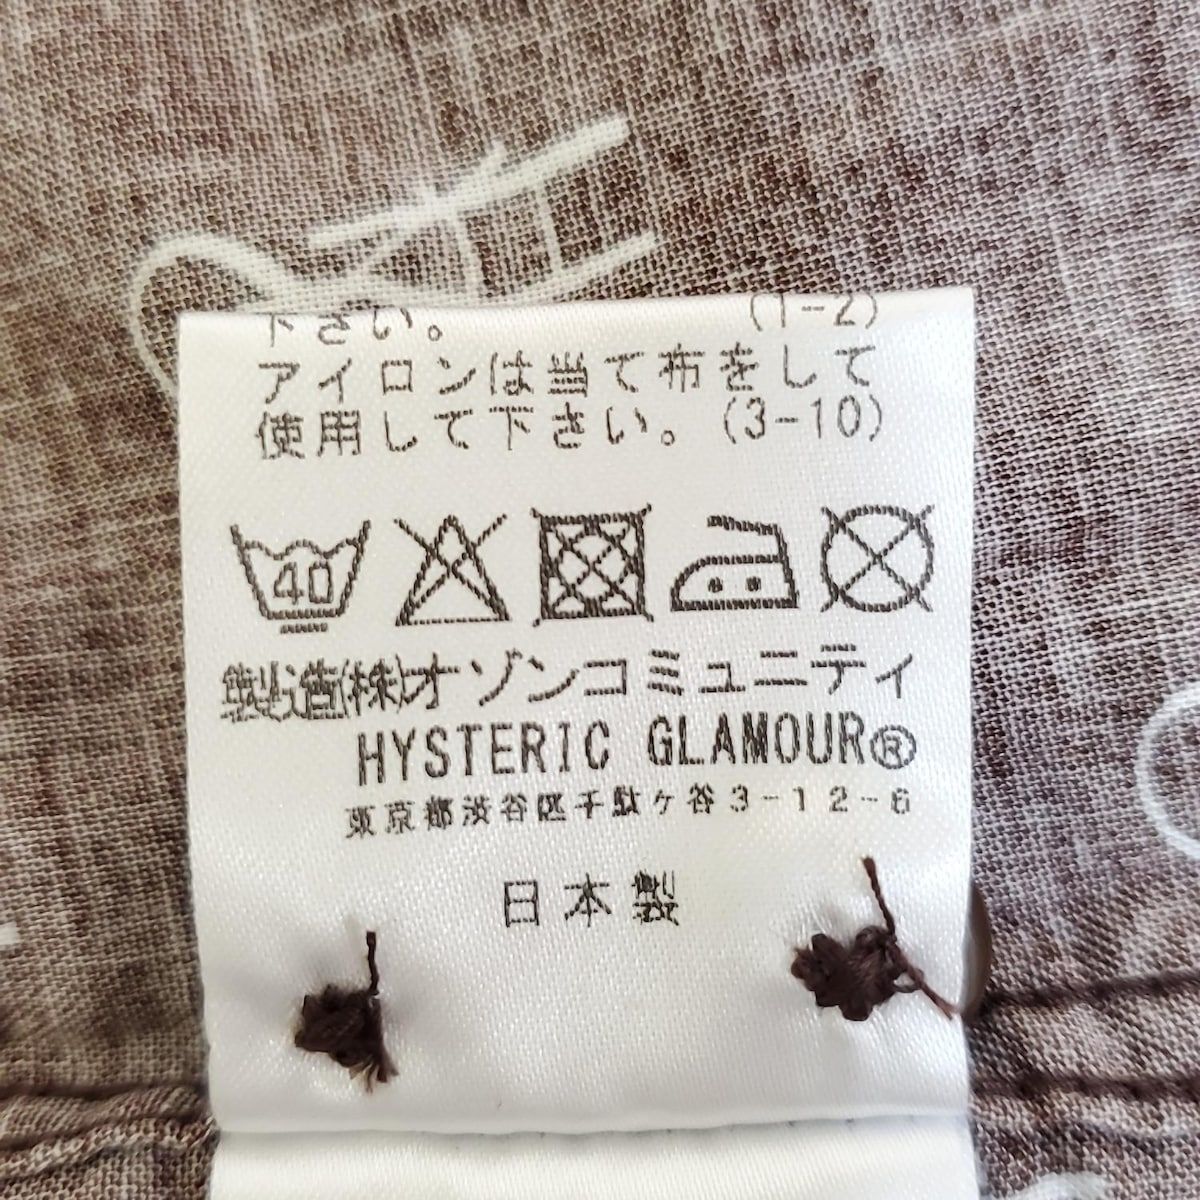 下さい。 (1-2)
アイロンは当て布をして
使用して下さい。(3-10)
40
製造(株)オゾンコミュニティ
HYSTERIC GLAMOUR®
東京都渋谷区千駄ケ谷3-12-6
日本製